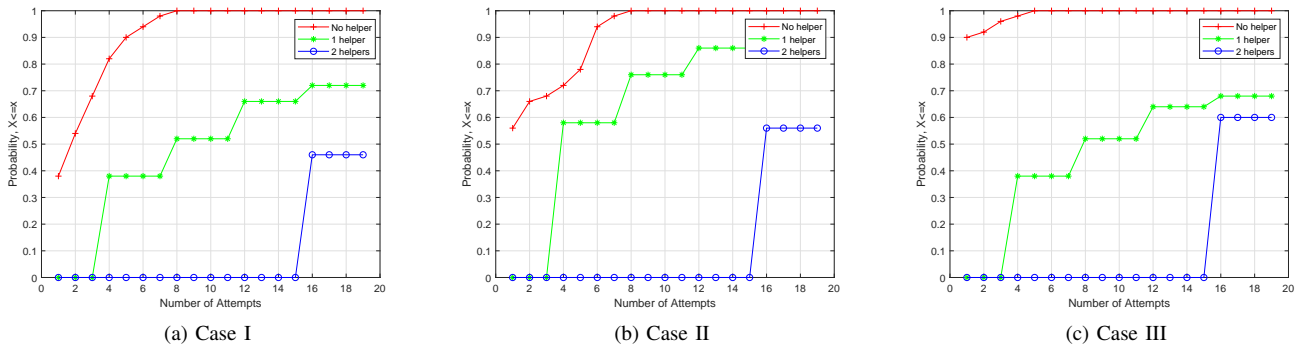 1
0.9
0.8
0.7
0.6
0.5
0.4
0.3
0.2
0.1
0
Probability, X<=x
0 2 4 6 8 10 12 14 16 18 20
Number of Attempts
No helper
1 helper
2 helpers
(a) Case I
1
0.9
0.8
0.7
0.6
0.5
0.4
0.3
0.2
0.1
0
Probability, X<=x
0 2 4 6 8 10 12 14 16 18 20
Number of Attempts
No helper
1 helper
2 helpers
(b) Case II
1
0.9
0.8
0.7
0.6
0.5
0.4
0.3
0.2
0.1
0
Probability, X<=x
0 2 4 6 8 10 12 14 16 18 20
Number of Attempts
No helper
1 helper
2 helpers
(c) Case III